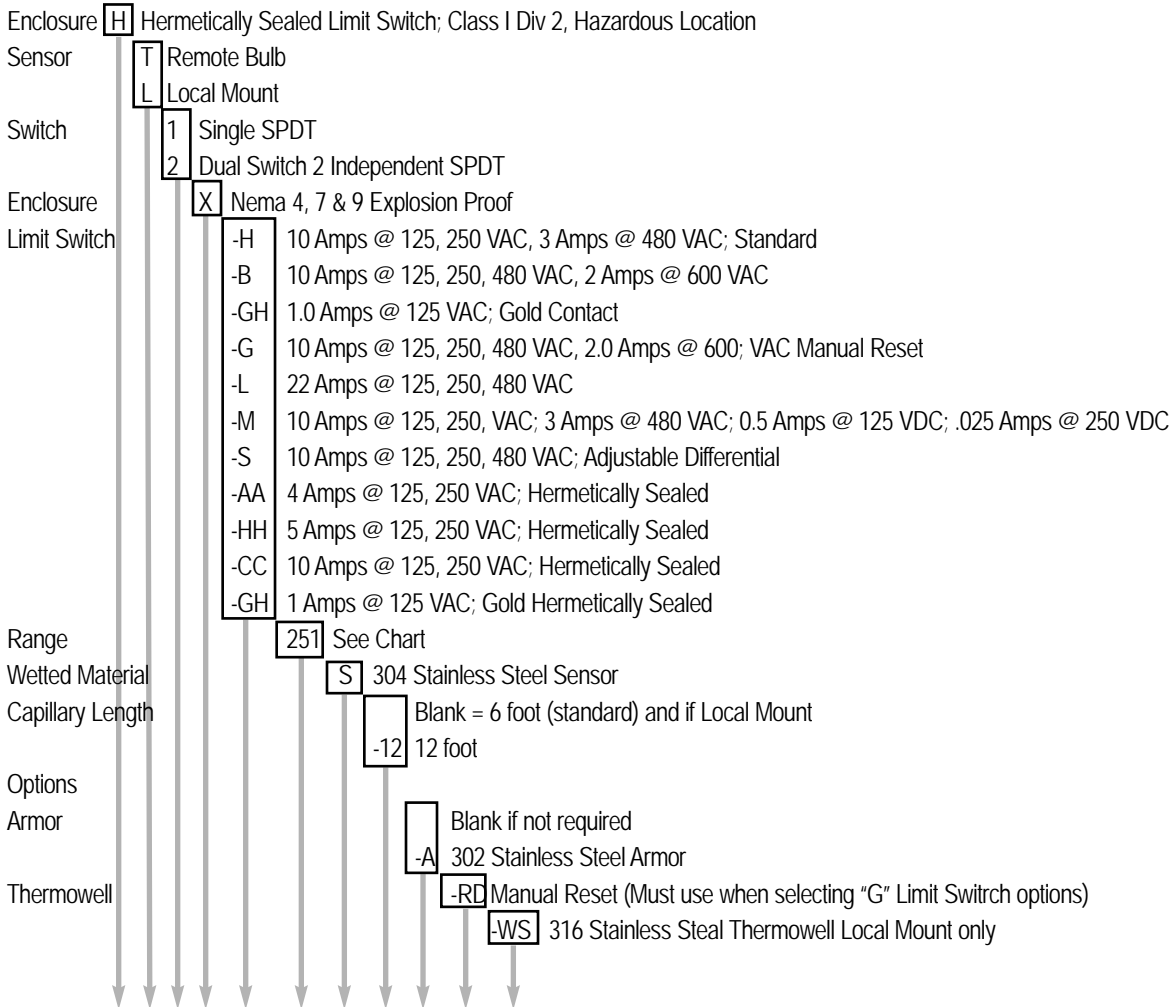 Enclosure H Hermetically Sealed Limit Switch; Class I Div 2, Hazardous Location
Sensor T Remote Bulb
L Local Mount
Switch 1 Single SPDT
2 Dual Switch 2 Independent SPDT
Enclosure X Nema 4, 7 & 9 Explosion Proof
Limit Switch -H 10 Amps @ 125, 250 VAC, 3 Amps @ 480 VAC; Standard
-B 10 Amps @ 125, 250, 480 VAC, 2 Amps @ 600 VAC
-GH 1.0 Amps @ 125 VAC; Gold Contact
-G 10 Amps @ 125, 250, 480 VAC, 2.0 Amps @ 600; VAC Manual Reset
-L 22 Amps @ 125, 250, 480 VAC
-M 10 Amps @ 125, 250, VAC; 3 Amps @ 480 VAC; 0.5 Amps @ 125 VDC; .025 Amps @ 250 VDC
-S 10 Amps @ 125, 250, 480 VAC; Adjustable Differential
-AA 4 Amps @ 125, 250 VAC; Hermetically Sealed
-HH 5 Amps @ 125, 250 VAC; Hermetically Sealed
-CC 10 Amps @ 125, 250 VAC; Hermetically Sealed
-GH 1 Amps @ 125 VAC; Gold Hermetically Sealed
Range 251 See Chart
Wetted Material S 304 Stainless Steel Sensor
Capillary Length Blank = 6 foot (standard) and if Local Mount
-12 12 foot
Options
Armor Blank if not required
-A 302 Stainless Steel Armor
Thermowell -RD Manual Reset (Must use when selecting “G” Limit Switrch options)
-WS 316 Stainless Steal Thermowell Local Mount only